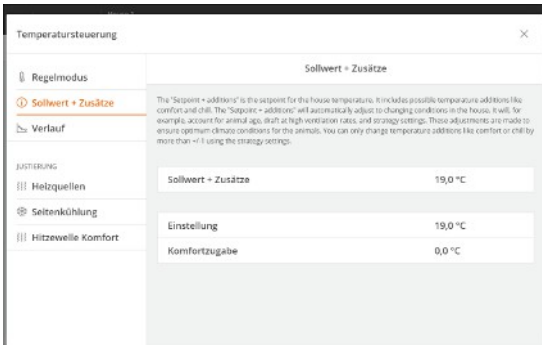 Temperatursteuerung
Sollwert + Zusätze
Regelmodus
Sollwert + Zusätze
Verlauf
JUSTIERUNG
Heizquellen
Seitenkühlung
Hitzewelle Komfort
The "Setpoint + additions" is the setpoint for the house temperature. It includes possible temperature additions like
comfort and chill. The "Setpoint + additions" will automatically adjust to changing conditions in the house. It will, for
example, account for animal age, draft at high ventilation rates, and strategy settings. These adjustments are made to
ensure optimum climate conditions for the animals. You can only change temperature additions like comfort or chill by
more than +/-1 using the strategy settings.
Sollwert + Zusätze 19,0 °C
Einstellung 19,0 °C
Komfortzugabe 0,0 °C